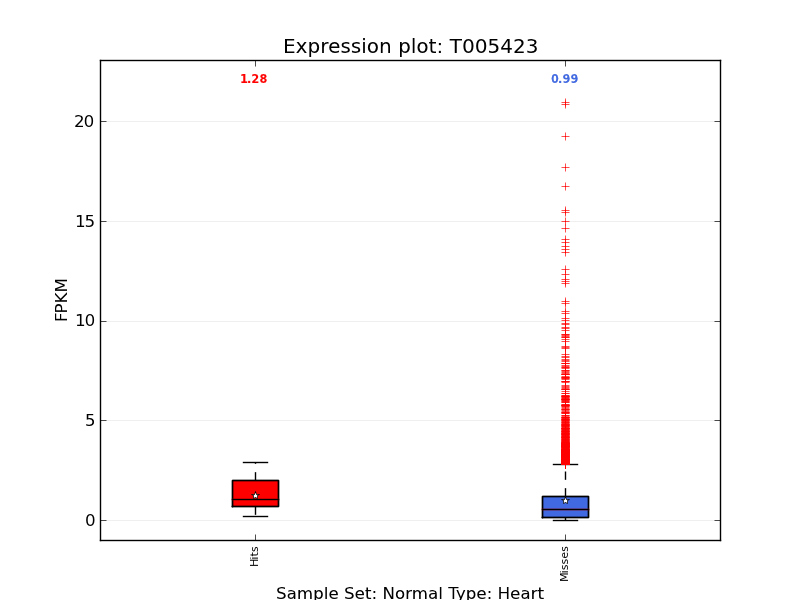 Expression plot: T005423
1.28
0.99
20
15
10
5
0
FPKM
Hits
Misses
Sample Set: Normal Type: Heart